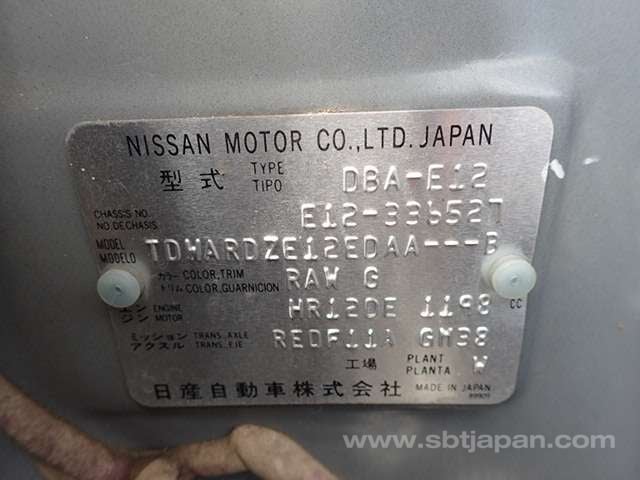 NISSAN MOTOR CO.,LTD. JAPAN
型式 TYPE TIPO DBA-E12
CHASSIS NO. NO.DE CHASIS E12-336527
MODEL MODELO TDWARDZE12EDAA---B
カラー COLOR,TRIM トリム COLOR,GUARNICION RAW G
エンジン ENGINE MOTOR HR12DE 1198 CC
ミッション TRANS. AXLE アクスル TRANS. EJE RE0F11A GM38
工場 PLANT PLANTA W
日産自動車株式会社 MADE IN JAPAN
www.sbtjapan.com